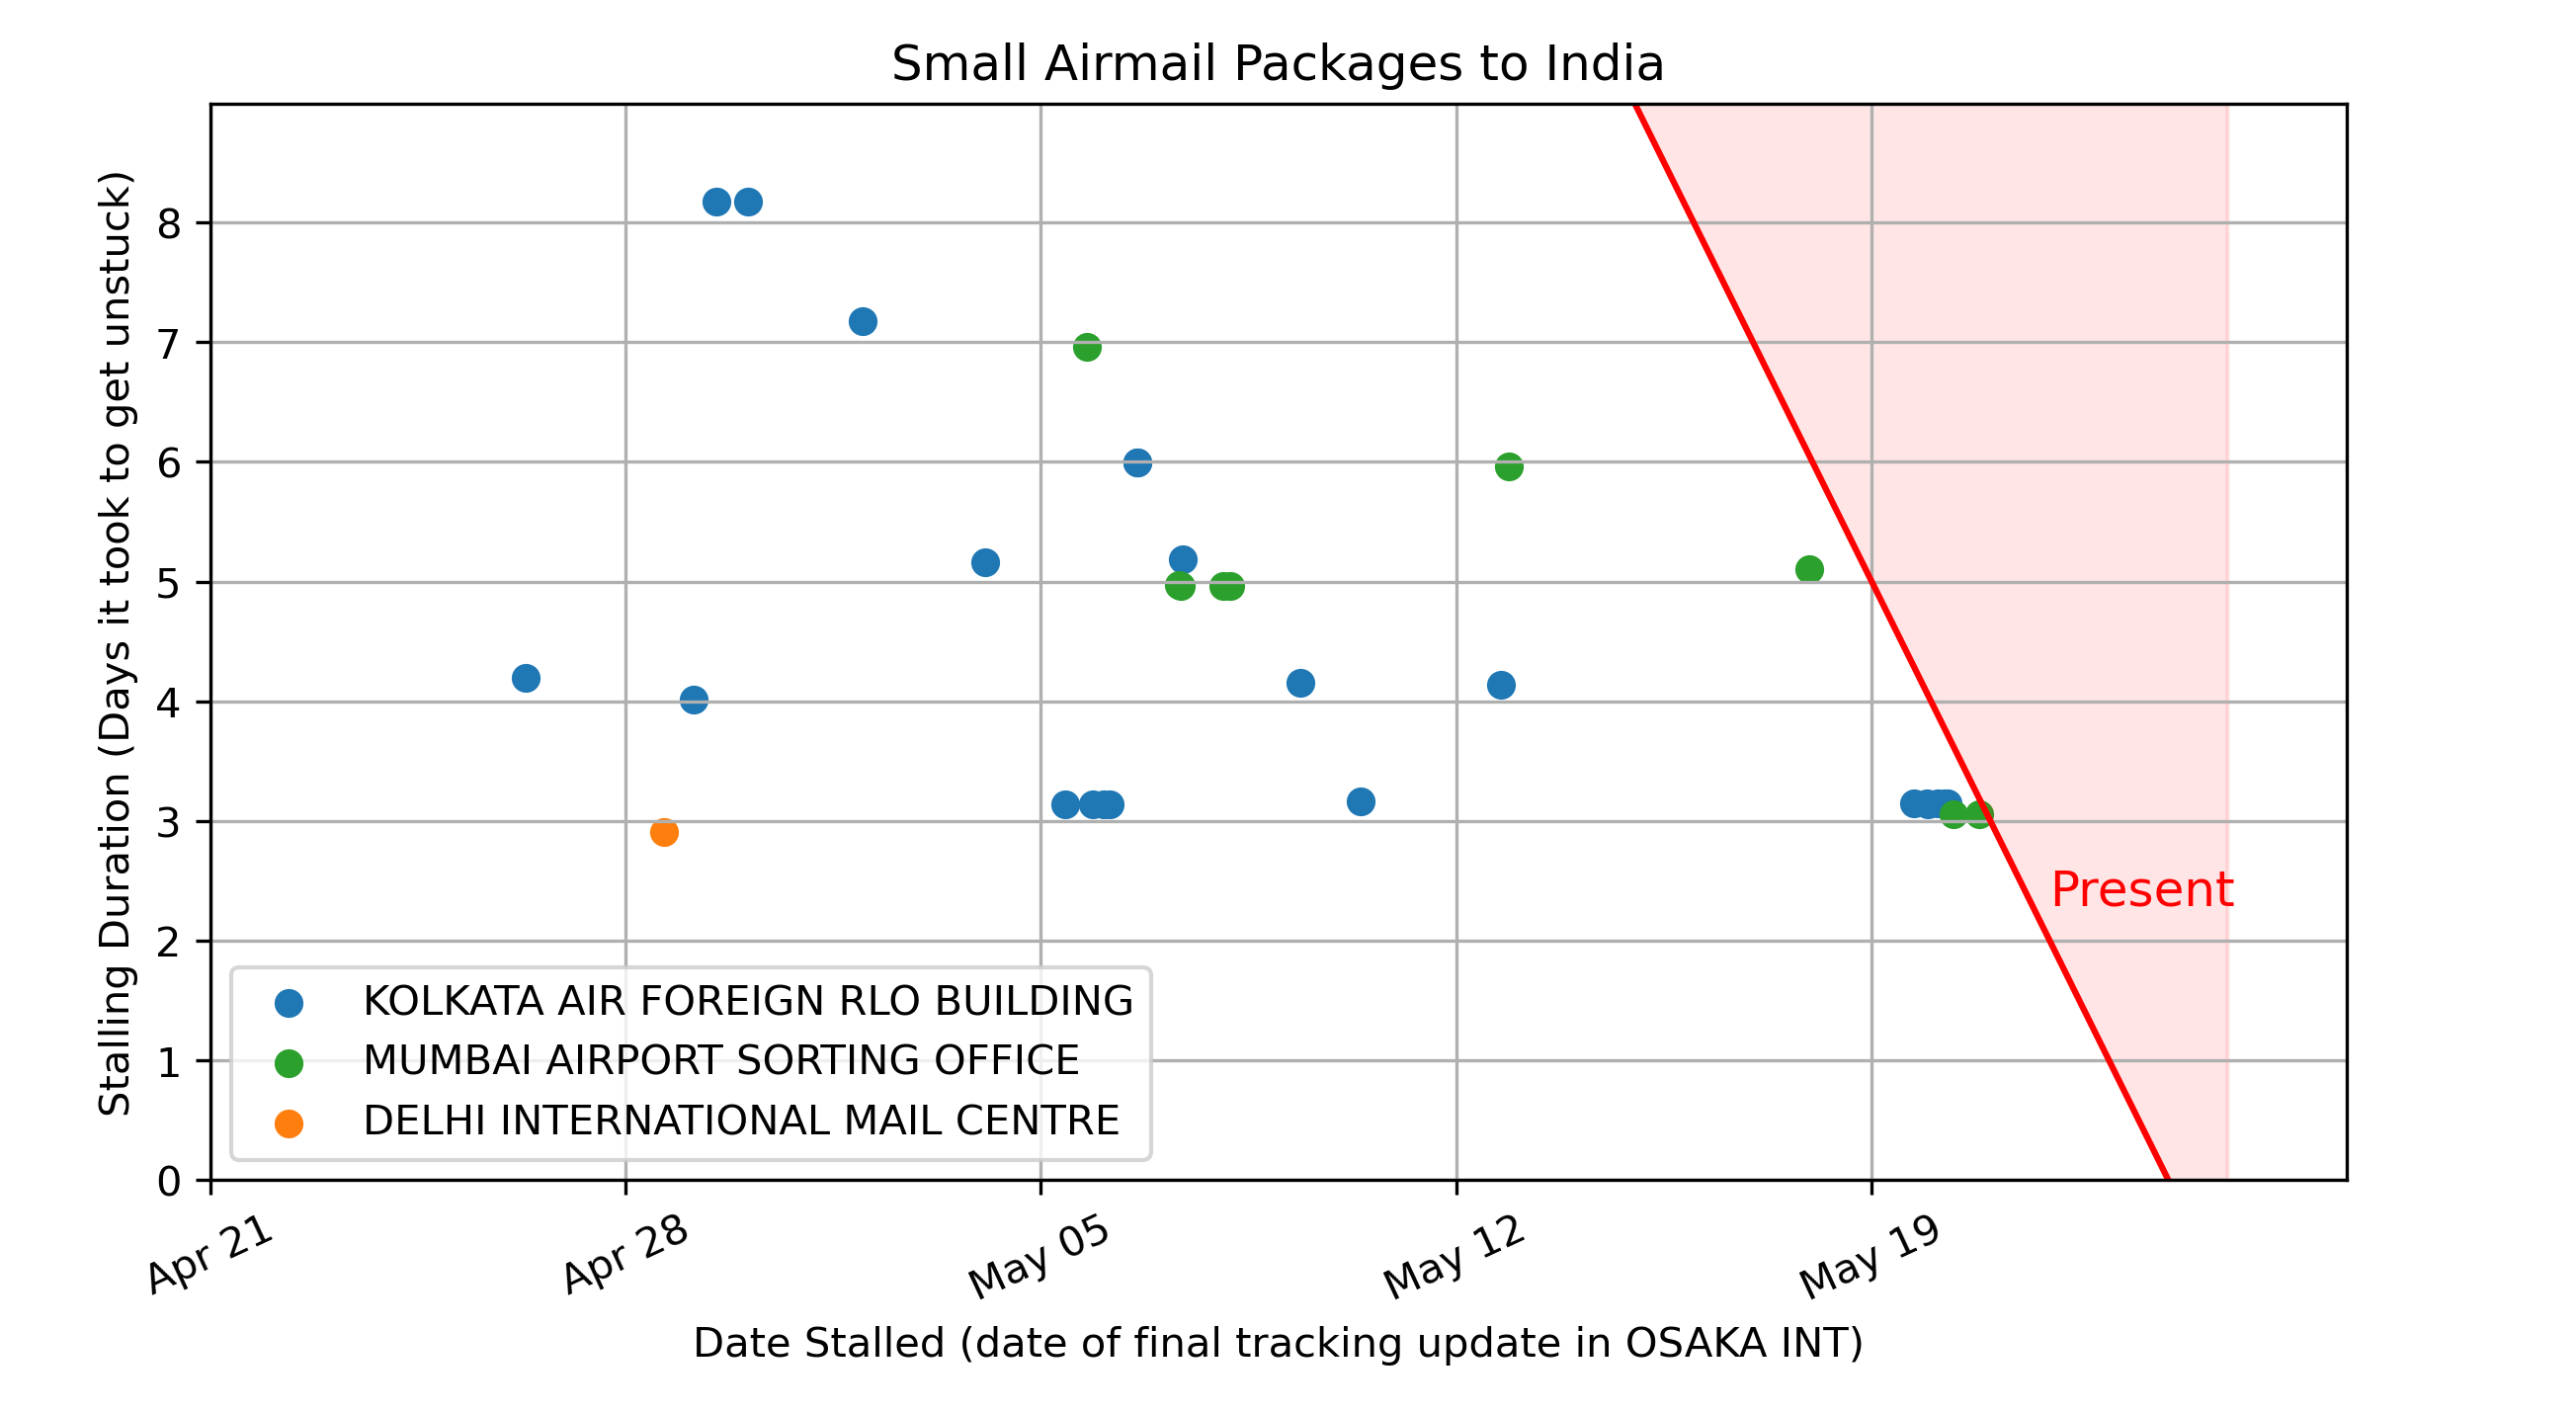 Small Airmail Packages to India
Stalling Duration (Days it took to get unstuck)
8
7
6
5
4
3
2
1
0
Present
KOLKATA AIR FOREIGN RLO BUILDING
MUMBAI AIRPORT SORTING OFFICE
DELHI INTERNATIONAL MAIL CENTRE
Apr 21
Apr 28
May 05
May 12
May 19
Date Stalled (date of final tracking update in OSAKA INT)